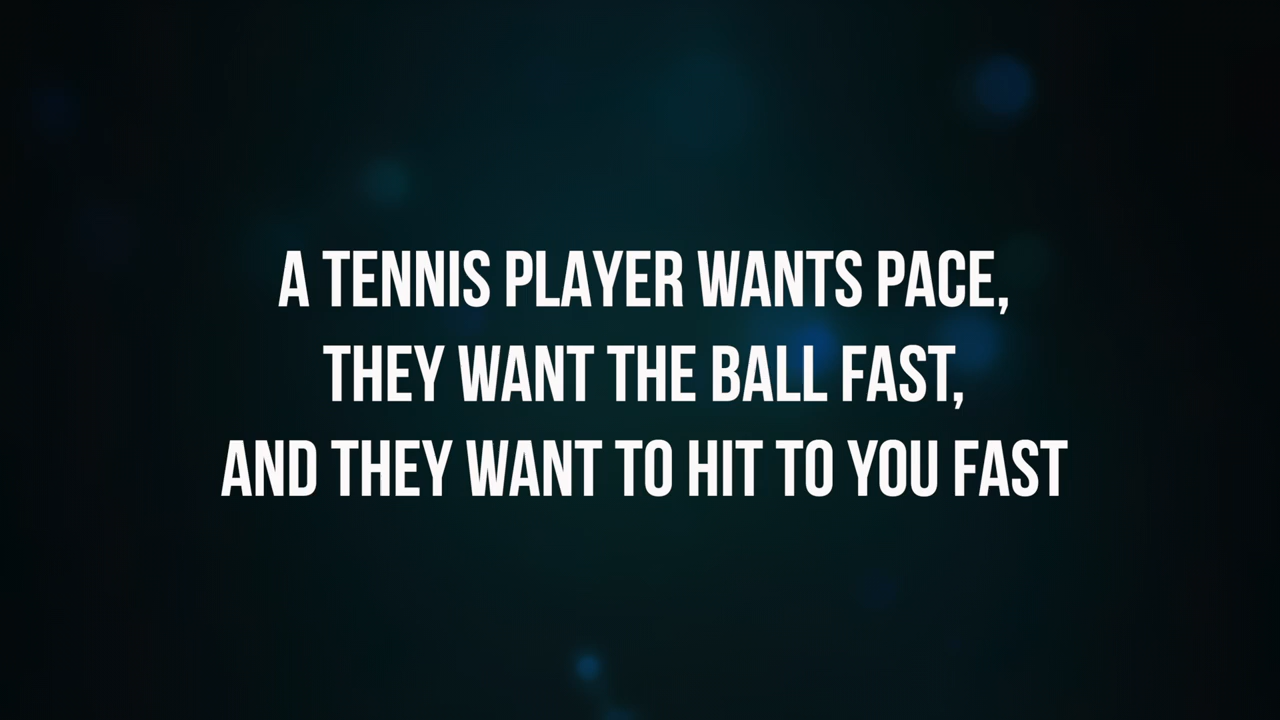 A TENNIS PLAYER WANTS PACE,
THEY WANT THE BALL FAST,
AND THEY WANT TO HIT TO YOU FAST